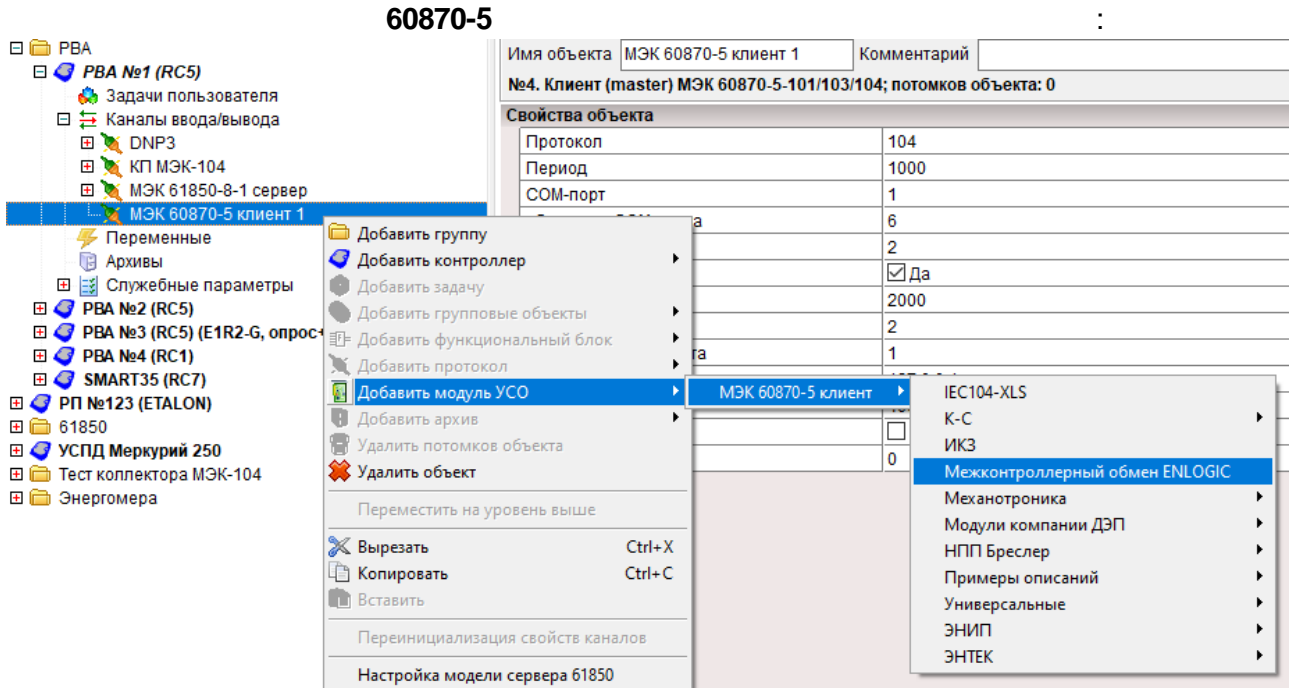 60870-5 :
РВА
РВА №1 (RC5)
Задачи пользователя
Каналы ввода/вывода
DNP3
КП МЭК-104
МЭК 61850-8-1 сервер
МЭК 60870-5 клиент 1
Переменные
Архивы
Служебные параметры
РВА №2 (RC5)
РВА №3 (RC5) (E1R2-G, опрос+
РВА №4 (RC1)
SMART35 (RC7)
РП №123 (ETALON)
61850
УСПД Меркурий 250
Тест коллектора МЭК-104
Энергомера
Имя объекта МЭК 60870-5 клиент 1 Комментарий
№4. Клиент (master) МЭК 60870-5-101/103/104; потомков объекта: 0
Свойства объекта
Протокол 104
Период 1000
COM-порт 1
6
2
Да
2000
2
1
0
Добавить группу
Добавить контроллер
Добавить задачу
Добавить групповые объекты
Добавить функциональный блок
Добавить протокол
Добавить модуль УСО
Добавить архив
Удалить потомков объекта
Удалить объект
Переместить на уровень выше
Вырезать Ctrl+X
Копировать Ctrl+C
Вставить
Переинициализация свойств каналов
Настройка модели сервера 61850
МЭК 60870-5 клиент
IEC104-XLS
К-С
ИКЗ
Межконтроллерный обмен ENLOGIC
Механотроника
Модули компании ДЭП
НПП Бреслер
Примеры описаний
Универсальные
ЭНИП
ЭНТЕК